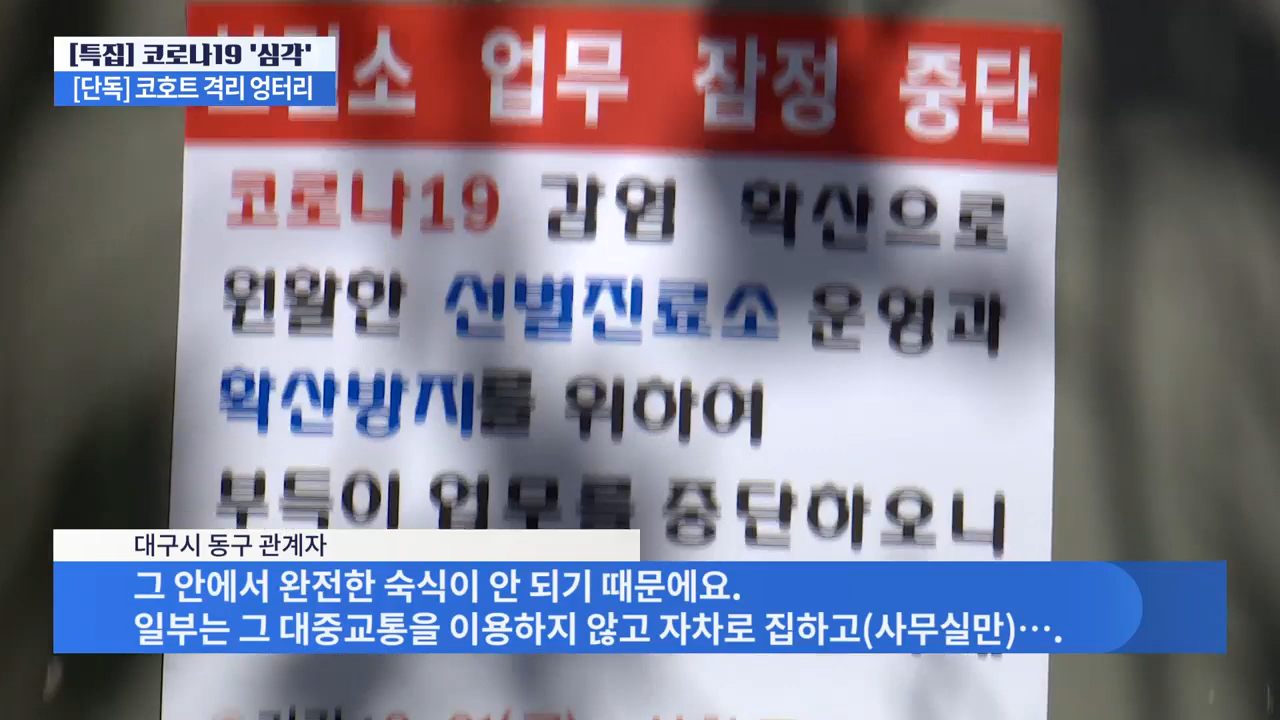 [특집] 코로나19 '심각'
[단독] 코호트 격리 엉터리
소 업무 잠정 중단
코로나19 감염 확산으로
원활한 선별진료소 운영과
확산방지를 위하여
부득이 업무를 중단하오니
대구시 동구 관계자
그 안에서 완전한 숙식이 안 되기 때문에요.
일부는 그 대중교통을 이용하지 않고 자차로 집하고(사무실만)….